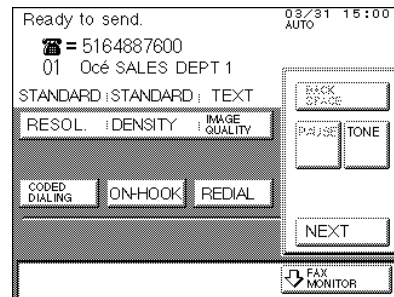 Ready to send.
03/31 15:00
AUTO
☎ = 5164887600
01 Océ SALES DEPT 1
STANDARD STANDARD TEXT
RESOL. DENSITY IMAGE QUALITY
BACK SPACE
PAUSE TONE
CODED DIALING ON-HOOK REDIAL
NEXT
FAX MONITOR